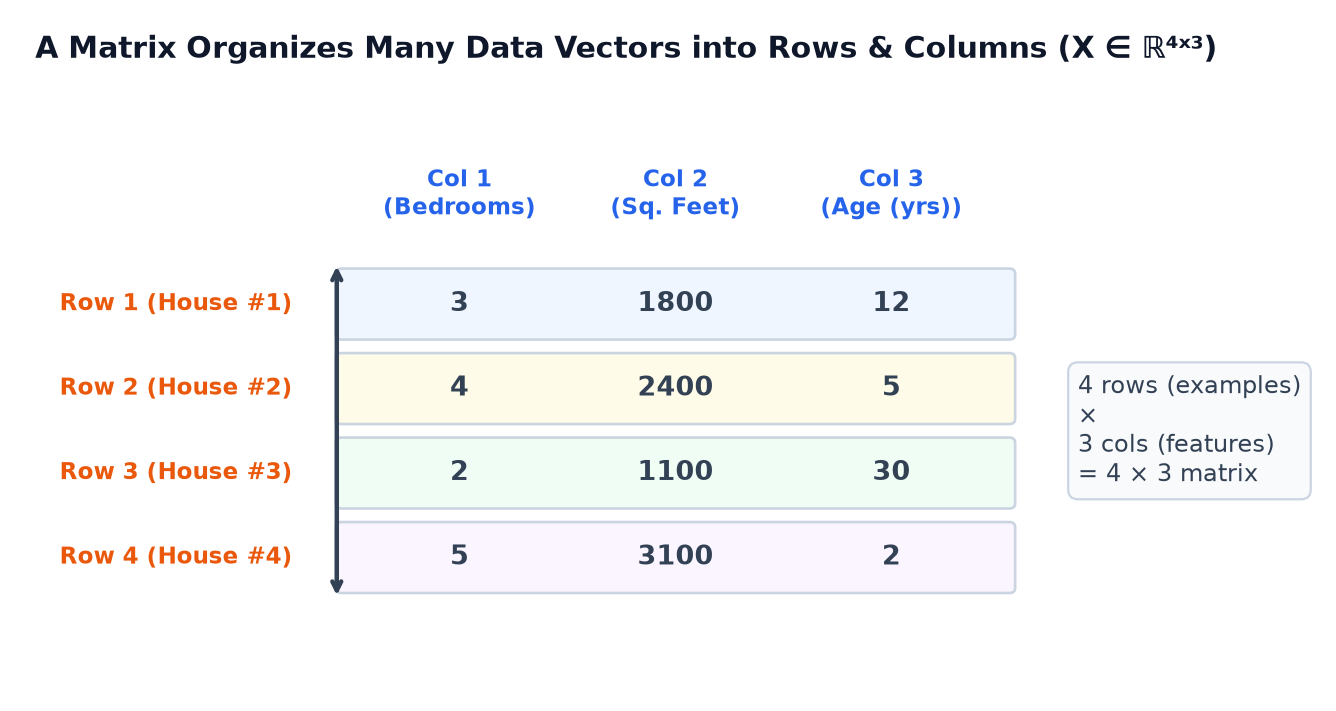 A Matrix Organizes Many Data Vectors into Rows & Columns (X ∈ ℝ⁴ˣ³)
Col 1 Col 2 Col 3
(Bedrooms) (Sq. Feet) (Age (yrs))
Row 1 (House #1) 3 1800 12
Row 2 (House #2) 4 2400 5
Row 3 (House #3) 2 1100 30
Row 4 (House #4) 5 3100 2
4 rows (examples)
×
3 cols (features)
= 4 × 3 matrix